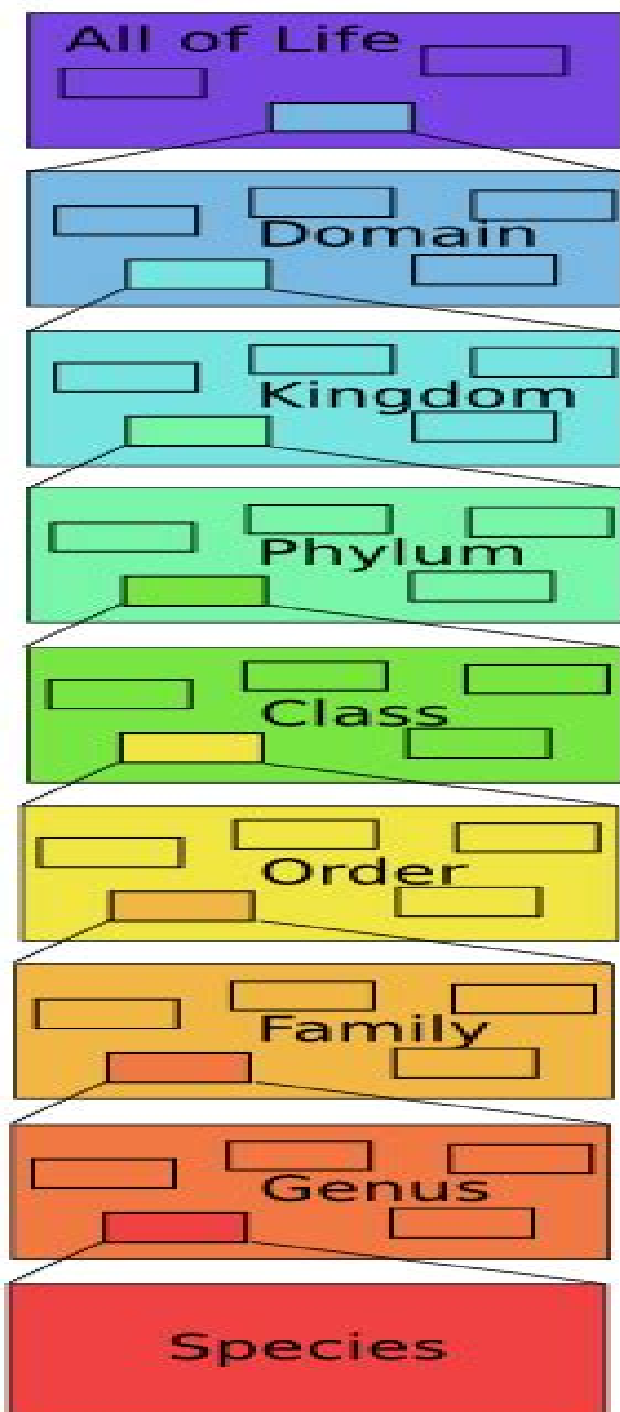 All of Life
Domain
Kingdom
Phylum
Class
Order
Family
Genus
Species